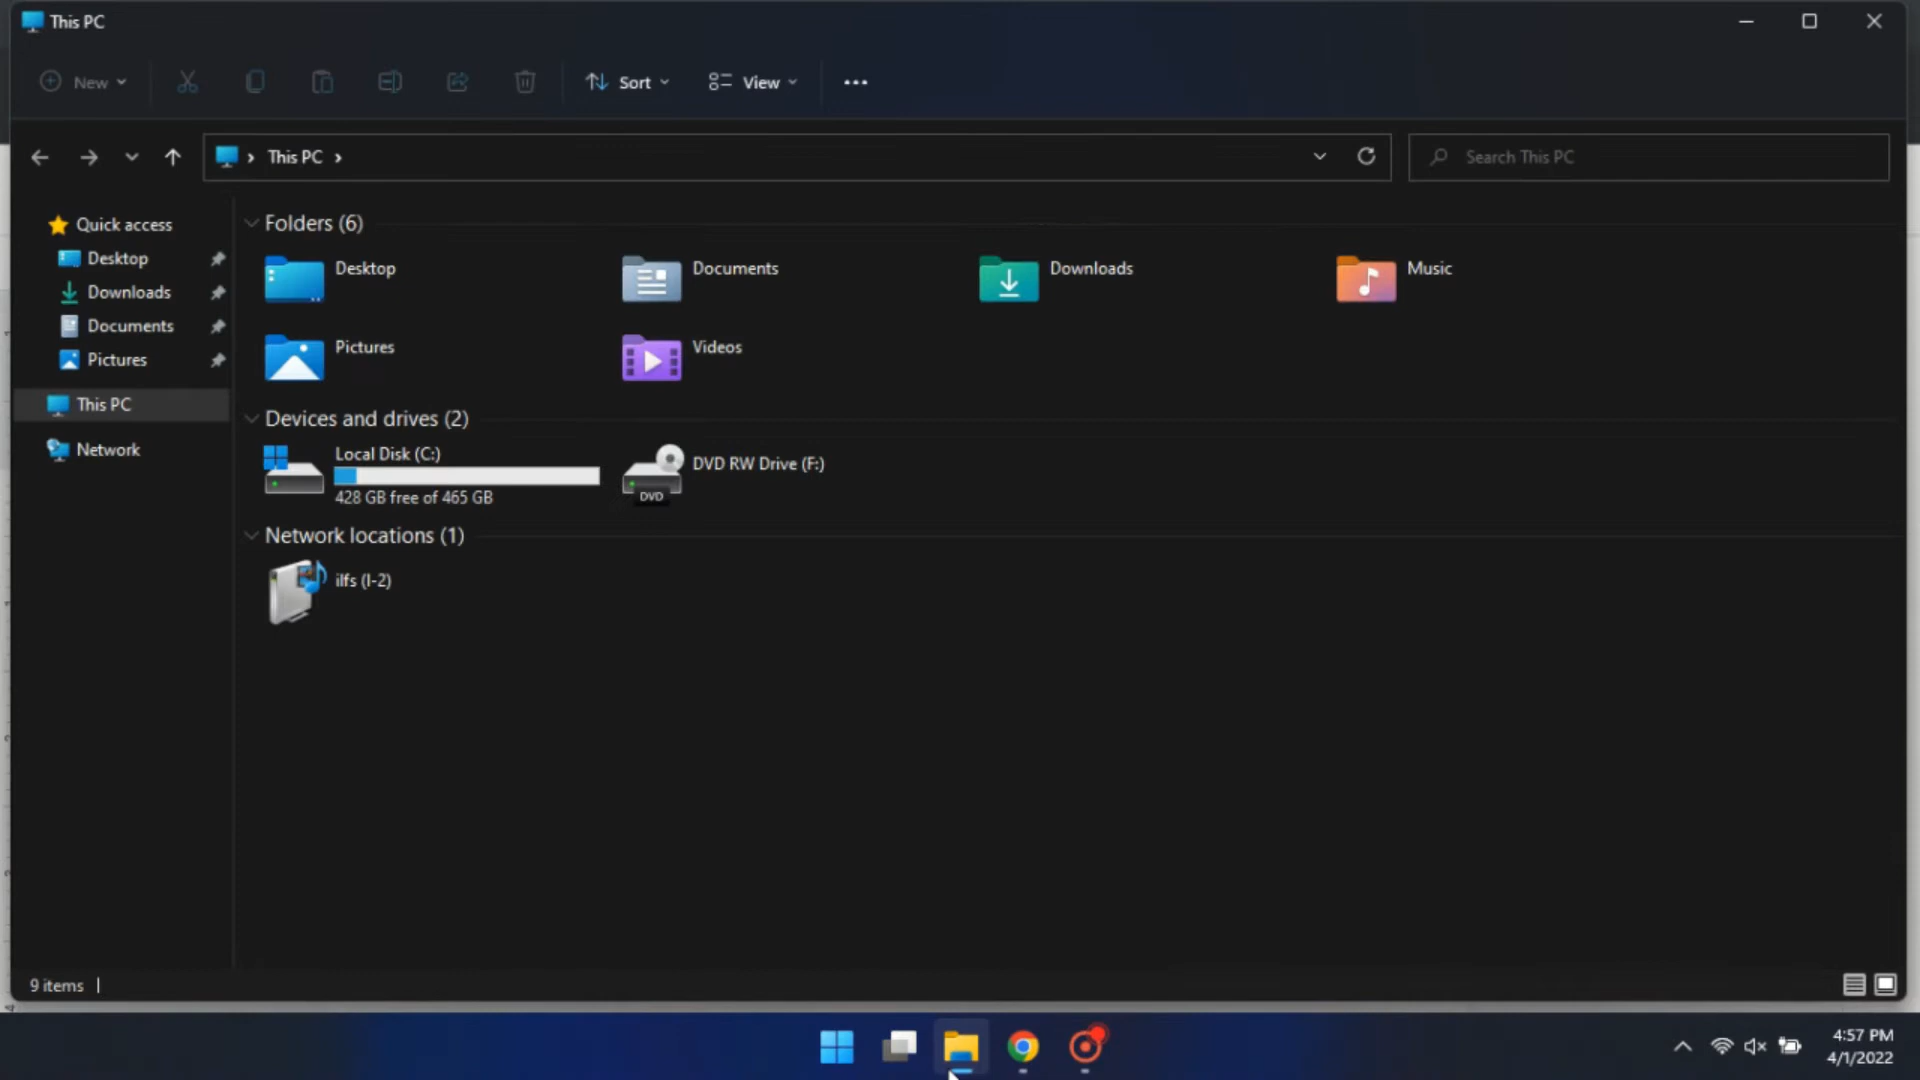 This PC
New
Sort
View
This PC
Search This PC
Quick access
Desktop
Downloads
Documents
Pictures
This PC
Network
Folders (6)
Desktop
Documents
Downloads
Music
Pictures
Videos
Devices and drives (2)
Local Disk (C:)
428 GB free of 465 GB
DVD RW Drive (F:)
DVD
Network locations (1)
ilfs (I-2)
9 items
4:57 PM
4/1/2022